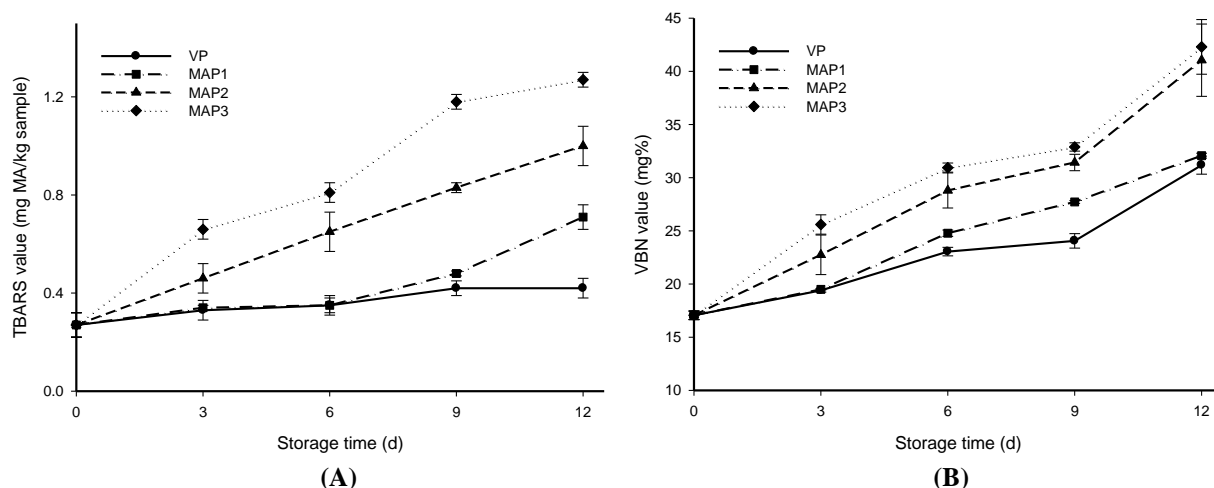 TBARS value (mg MA/kg sample)
1.2
0.8
0.4
0.0
VP
MAP1
MAP2
MAP3
0 3 6 9 12
Storage time (d)
(A)
VBN value (mg%)
45
40
35
30
25
20
15
10
VP
MAP1
MAP2
MAP3
0 3 6 9 12
Storage time (d)
(B)